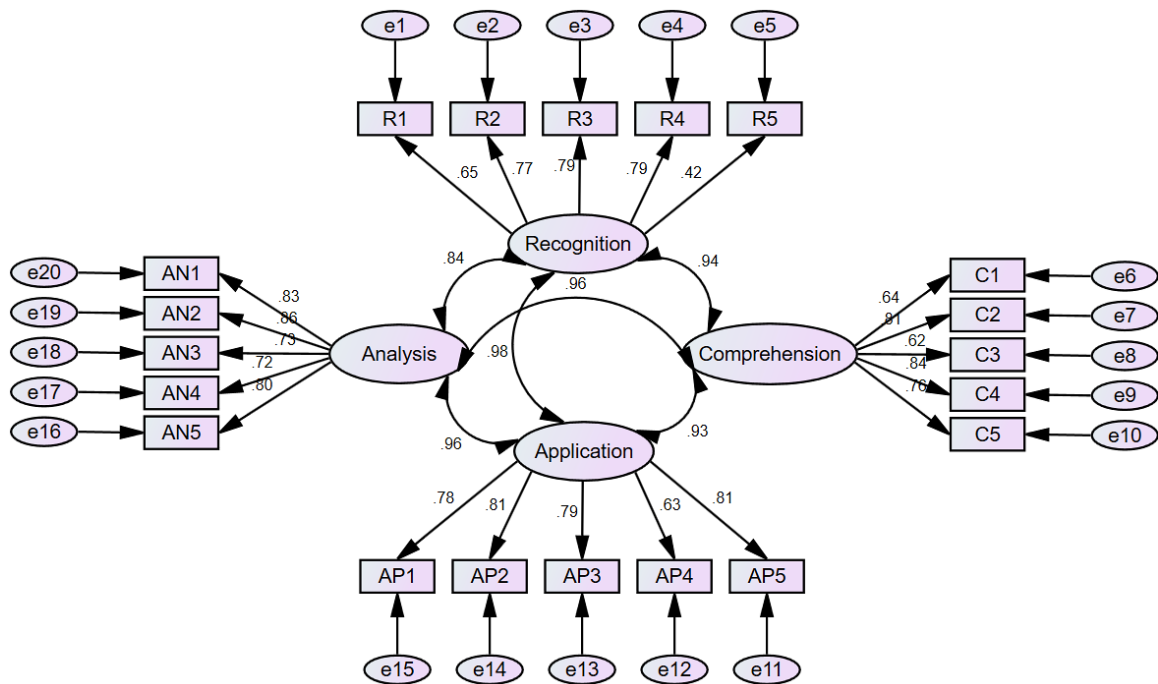 e1 e2 e3 e4 e5
R1 R2 R3 R4 R5
.65 .77 .79 .79 .42
Recognition
.84 .96 .94
e20 AN1 C1 e6
.83 .64
e19 AN2 C2 e7
.86 .81
e18 AN3 C3 e8
.73 .62
Analysis .98 Comprehension
.72 .84
e17 AN4 C4 e9
.80 .76
e16 AN5 C5 e10
.96 .93
Application
.78 .81 .79 .63 .81
AP1 AP2 AP3 AP4 AP5
e15 e14 e13 e12 e11